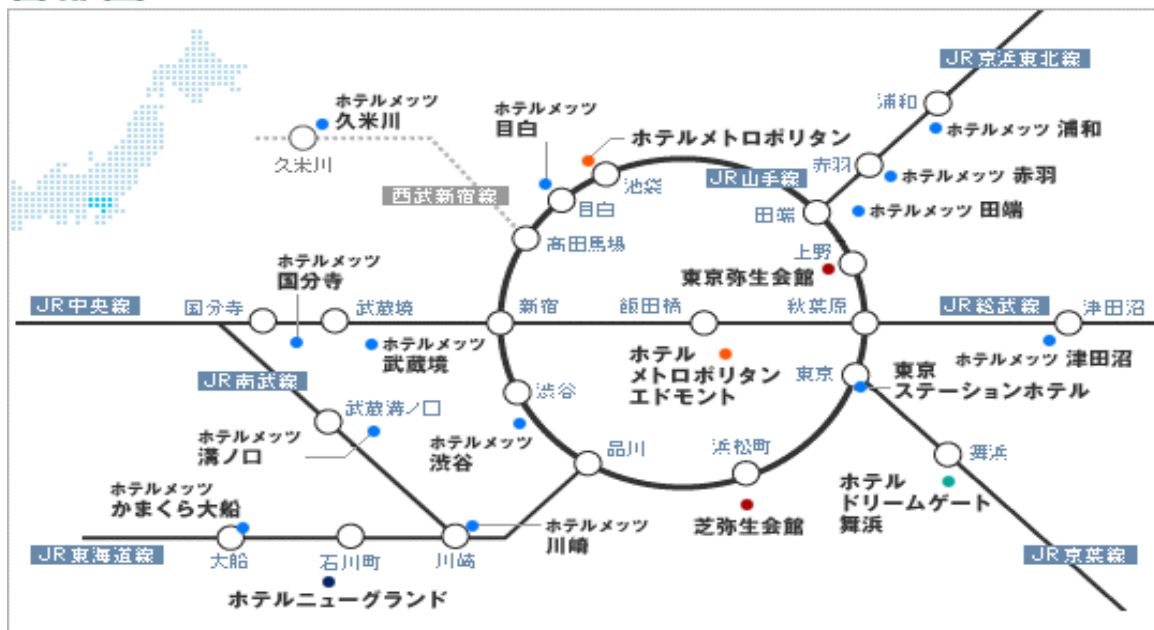 JR京浜東北線
浦和
ホテルメッツ
久米川
久米川
ホテルメッツ
目白
ホテルメトロポリタン
ホテルメッツ 浦和
赤羽
ホテルメッツ 赤羽
JR山手線
池袋
西武新宿線
目白
田端
ホテルメッツ 田端
高田馬場
上野
東京弥生会館
ホテルメッツ
国分寺
JR中央線
国分寺
武蔵境
新宿
飯田橋
秋葉原
JR総武線
津田沼
ホテルメッツ
武蔵境
ホテル
メトロポリタン
エドモント
東京
東京
ステーションホテル
ホテルメッツ 津田沼
JR南武線
渋谷
武蔵溝ノ口
ホテルメッツ
溝ノ口
ホテルメッツ
渋谷
品川
浜松町
舞浜
ホテル
ドリームゲート
舞浜
ホテルメッツ
かまくら大船
芝弥生会館
ホテルメッツ
川崎
JR東海道線
大船
石川町
川崎
JR京葉線
ホテルニューグランド